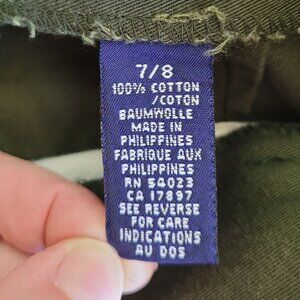 7/8
100% COTTON
/COTON
BAUMWOLLE
MADE IN
PHILIPPINES
FABRIQUE AUX
PHILIPPINES
RN 54023
CA 17897
SEE REVERSE
FOR CARE
INDICATIONS
AU DOS